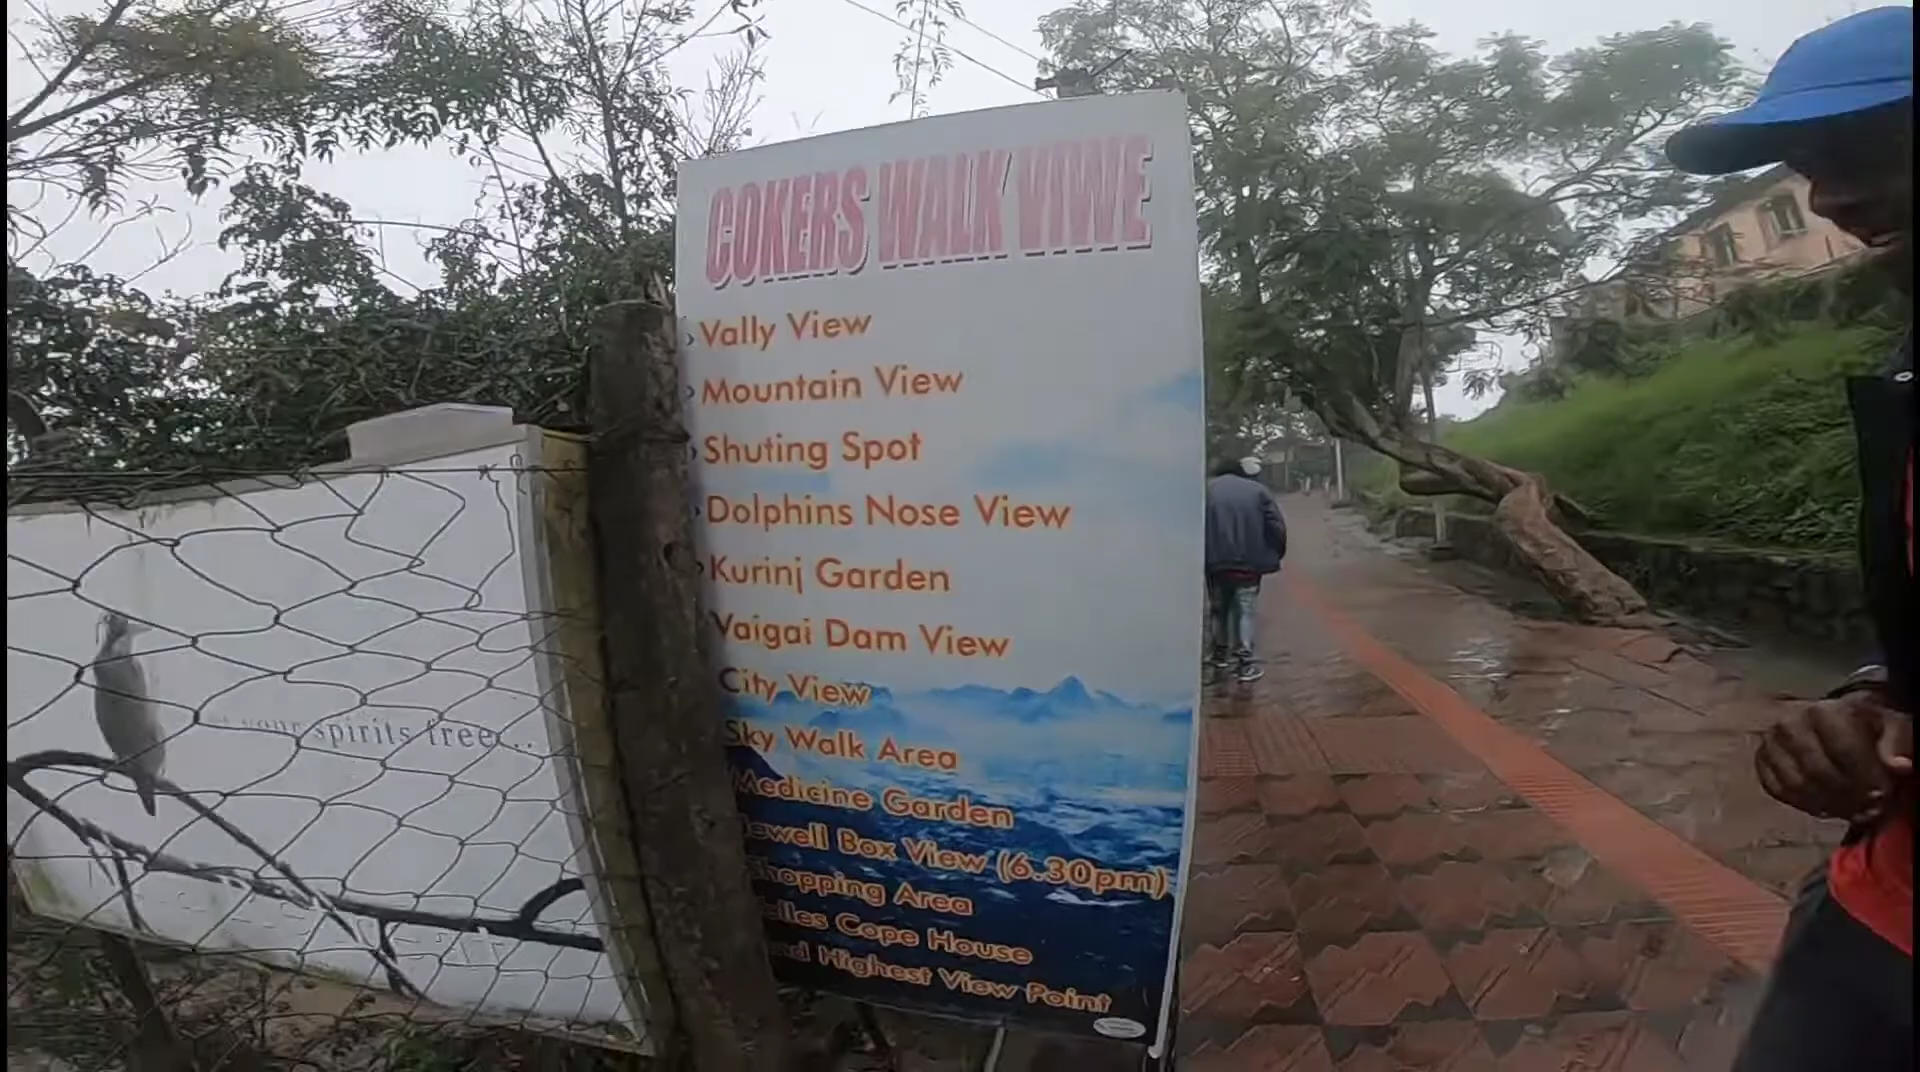 COKERS WALK VIWE
Vally View
Mountain View
Shuting Spot
Dolphins Nose View
Kurinj Garden
Vaigai Dam View
City View
Sky Walk Area
Medicine Garden
Box View (6.30pm)
Area
Cope House
Highest View Point
your spirits free...